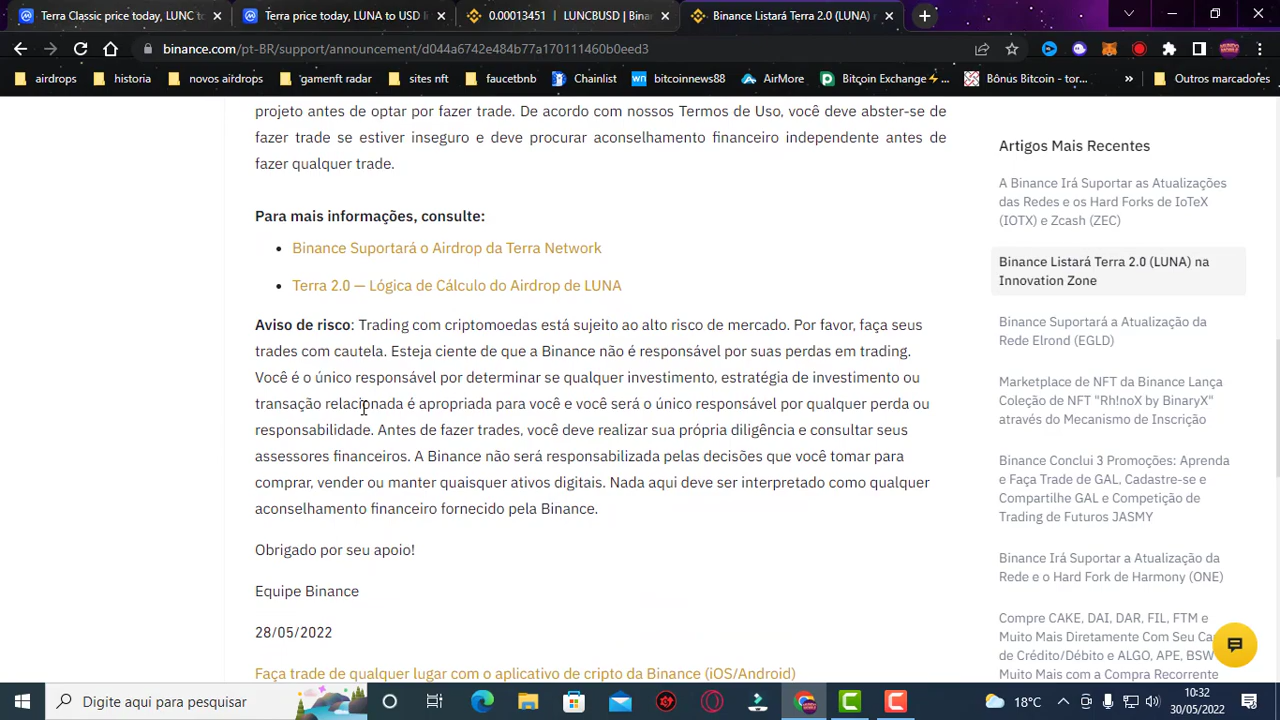 Terra Classic price today, LUNC to
Terra price today, LUNA to USD li
0.00013451 | LUNCBUSD | Binan
Binance Listará Terra 2.0 (LUNA) n
binance.com/pt-BR/support/announcement/d044a6742e484b77a170111460b0eed3
airdrops
historia
novos airdrops
'gamenft radar
sites nft
faucetbnb
Chainlist
bitcoinnews88
AirMore
Bitçoin Exchange
Bônus Bitcoin - tor...
»
Outros marcadores
projeto antes de optar por fazer trade. De acordo com nossos Termos de Uso, você deve abster-se de
fazer trade se estiver inseguro e deve procurar aconselhamento financeiro independente antes de
fazer qualquer trade.
Para mais informações, consulte:
• Binance Suportará o Airdrop da Terra Network
• Terra 2.0 — Lógica de Cálculo do Airdrop de LUNA
Aviso de risco: Trading com criptomoedas está sujeito ao alto risco de mercado. Por favor, faça seus
trades com cautela. Esteja ciente de que a Binance não é responsável por suas perdas em trading.
Você é o único responsável por determinar se qualquer investimento, estratégia de investimento ou
transação relacionada é apropriada para você e você será o único responsável por qualquer perda ou
responsabilidade. Antes de fazer trades, você deve realizar sua própria diligência e consultar seus
assessores financeiros. A Binance não será responsabilizada pelas decisões que você tomar para
comprar, vender ou manter quaisquer ativos digitais. Nada aqui deve ser interpretado como qualquer
aconselhamento financeiro fornecido pela Binance.
Obrigado por seu apoio!
Equipe Binance
28/05/2022
Faça trade de qualquer lugar com o aplicativo de cripto da Binance (iOS/Android)
Artigos Mais Recentes
A Binance Irá Suportar as Atualizações
das Redes e os Hard Forks de IoTeX
(IOTX) e Zcash (ZEC)
Binance Listará Terra 2.0 (LUNA) na
Innovation Zone
Binance Suportará a Atualização da
Rede Elrond (EGLD)
Marketplace de NFT da Binance Lança
Coleção de NFT "Rh!noX by BinaryX"
através do Mecanismo de Inscrição
Binance Conclui 3 Promoções: Aprenda
e Faça Trade de GAL, Cadastre-se e
Compartilhe GAL e Competição de
Trading de Futuros JASMY
Binance Irá Suportar a Atualização da
Rede e o Hard Fork de Harmony (ONE)
Compre CAKE, DAI, DAR, FIL, FTM e
Muito Mais Diretamente Com Seu Ca
de Crédito/Débito e ALGO, APE, BSW
Muito Mais com a Compra Recorrente
Digite aqui para pesquisar
18°C
10:32
30/05/2022